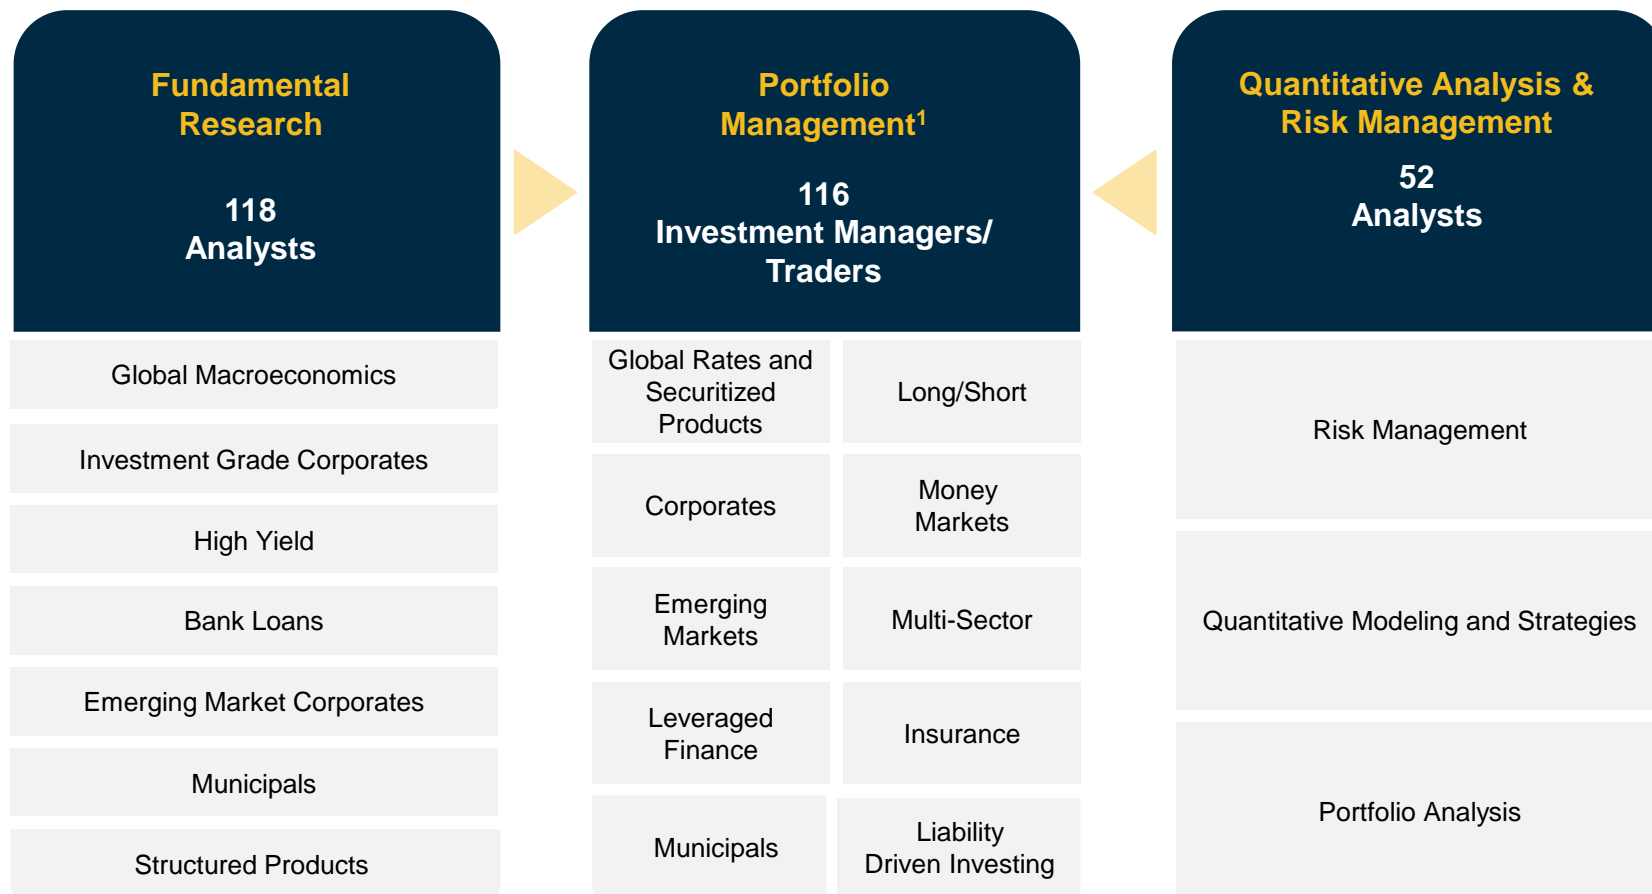 Fundamental
Research
118
Analysts
Global Macroeconomics
Investment Grade Corporates
High Yield
Bank Loans
Emerging Market Corporates
Municipals
Structured Products
Portfolio
Management¹
116
Investment Managers/
Traders
Global Rates and
Securitized
Products
Long/Short
Corporates
Money
Markets
Emerging
Markets
Multi-Sector
Leveraged
Finance
Insurance
Municipals
Liability
Driven Investing
Quantitative Analysis &
Risk Management
52
Analysts
Risk Management
Quantitative Modeling and Strategies
Portfolio Analysis